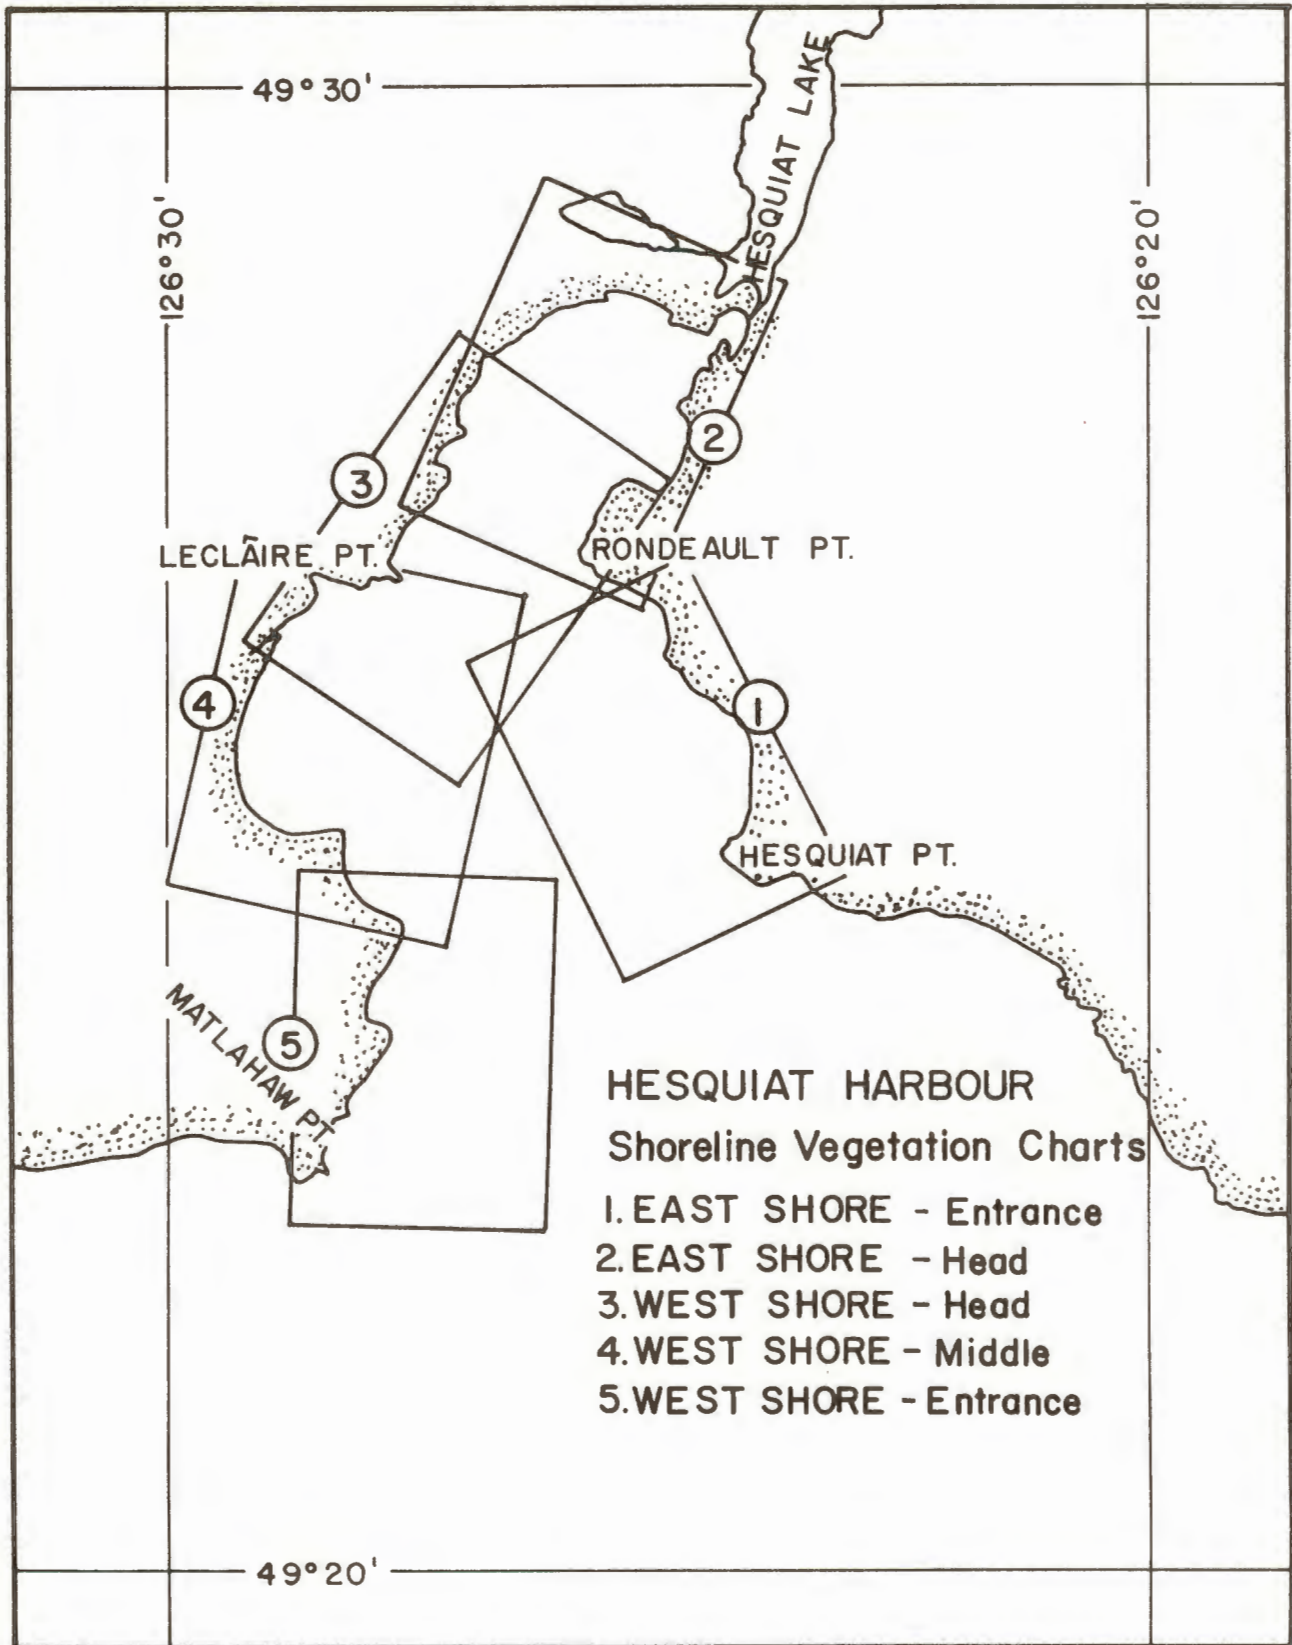 49°30'
HESQUIAT LAKE
126°30'
126°20'
2
3
LECLAIRE PT.
RONDEAULT PT.
4
1
HESQUIAT PT.
MATLAHAW PT
5
HESQUIAT HARBOUR
Shoreline Vegetation Charts
1. EAST SHORE - Entrance
2. EAST SHORE - Head
3. WEST SHORE - Head
4. WEST SHORE - Middle
5. WEST SHORE - Entrance
49°20'